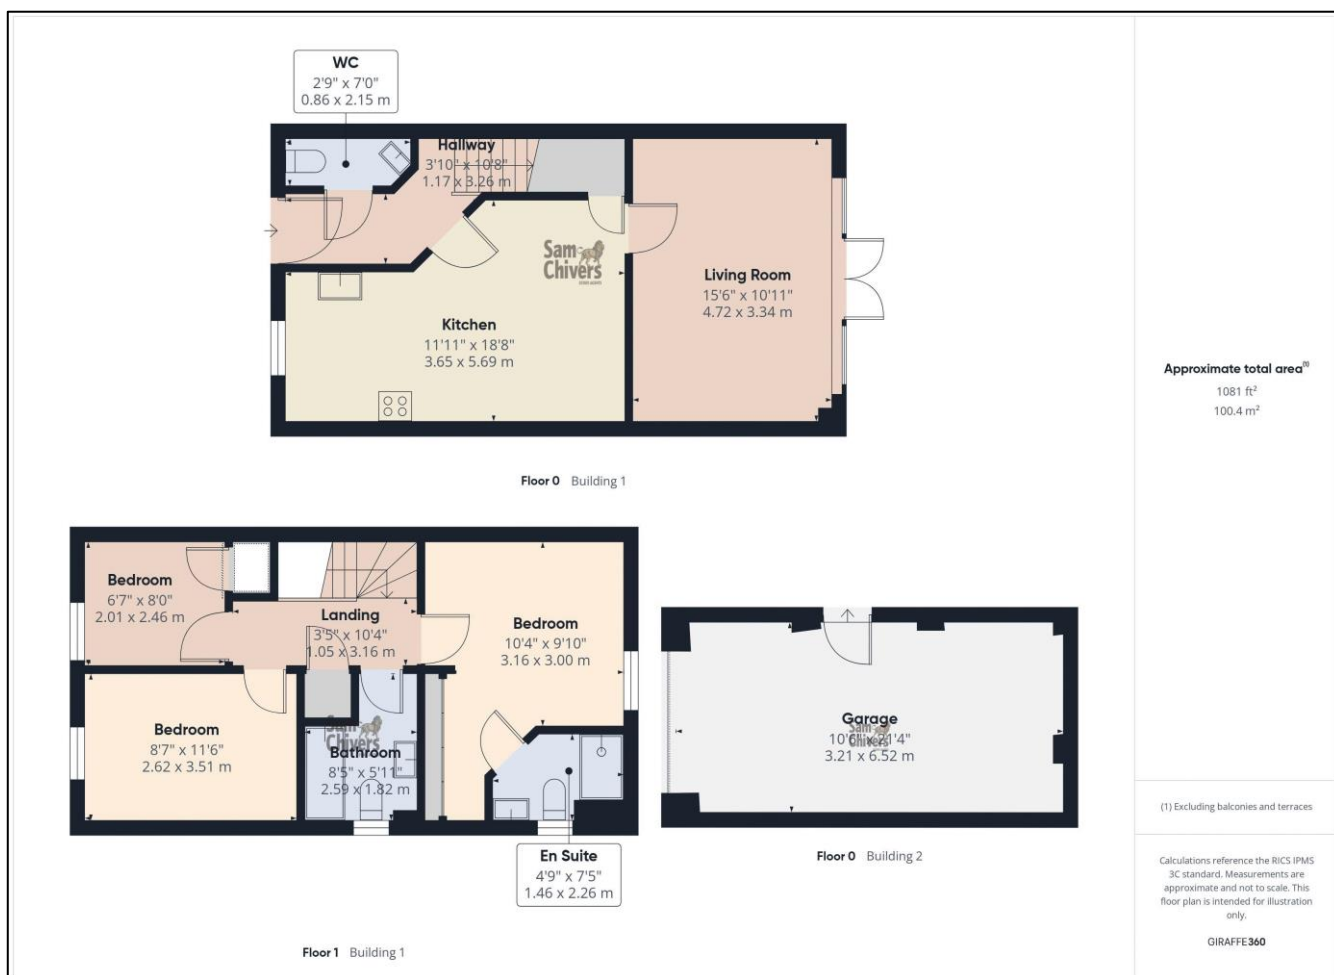 WC
2'9" x 7'0"
0.86 x 2.15 m
Hallway
3'10" x 10'8"
1.17 x 3.26 m
Sam
Chivers
Living Room
15'6" x 10'11"
4.72 x 3.34 m
Kitchen
11'11" x 18'8"
3.65 x 5.69 m
Floor 0 Building 1
Bedroom
6'7" x 8'0"
2.01 x 2.46 m
Landing
3'5" x 10'4"
1.05 x 3.16 m
Bedroom
10'4" x 9'10"
3.16 x 3.00 m
Bedroom
8'7" x 11'6"
2.62 x 3.51 m
Sam
Chivers
Bathroom
8'5" x 5'11"
2.59 x 1.82 m
En Suite
4'9" x 7'5"
1.46 x 2.26 m
Floor 1 Building 1
Garage
Sam
Chivers
3.21 x 6.52 m
Floor 0 Building 2
Approximate total area(1)
1081 ft²
100.4 m²
(1) Excluding balconies and terraces
Calculations reference the RICS IPMS
3C standard. Measurements are
approximate and not to scale. This
floor plan is intended for illustration
only.
GIRAFFE360